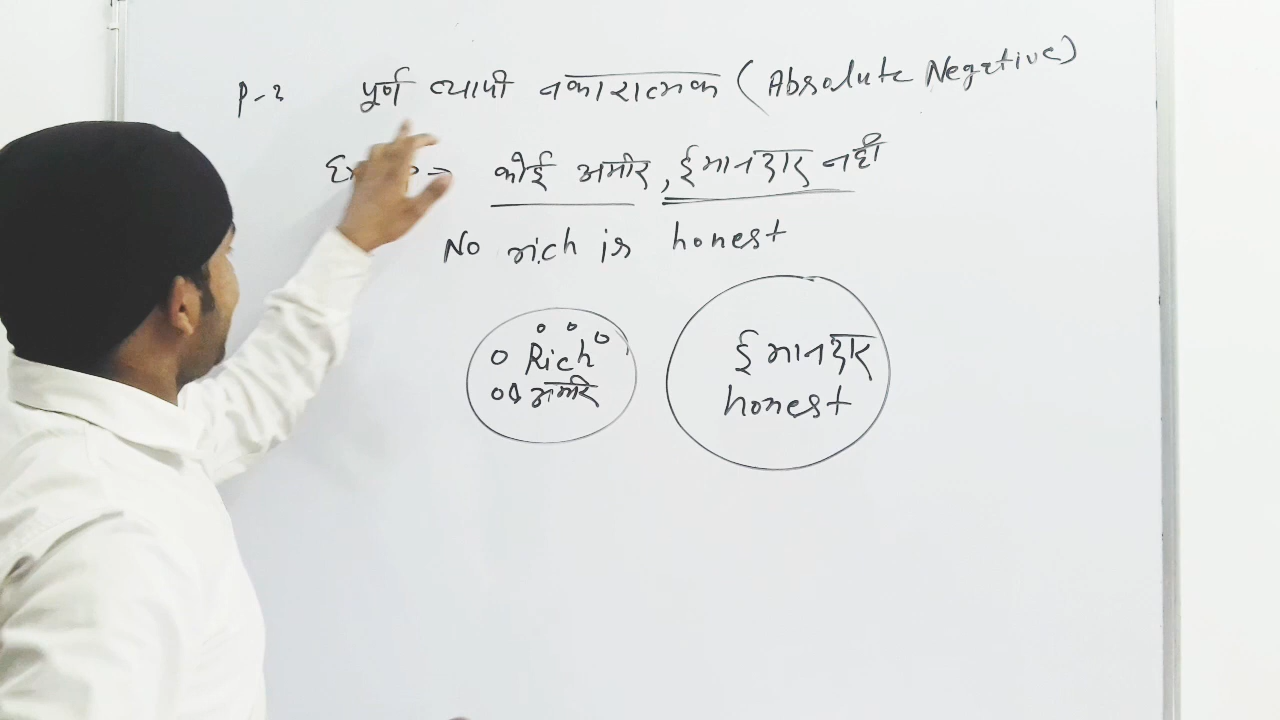 P-2 पूर्ण व्यापी नकारात्मक (Absolute Negative)
कोई अमीर, ईमानदार नही
No rich is honest
Rich
अमीर
ईमानदार
honest